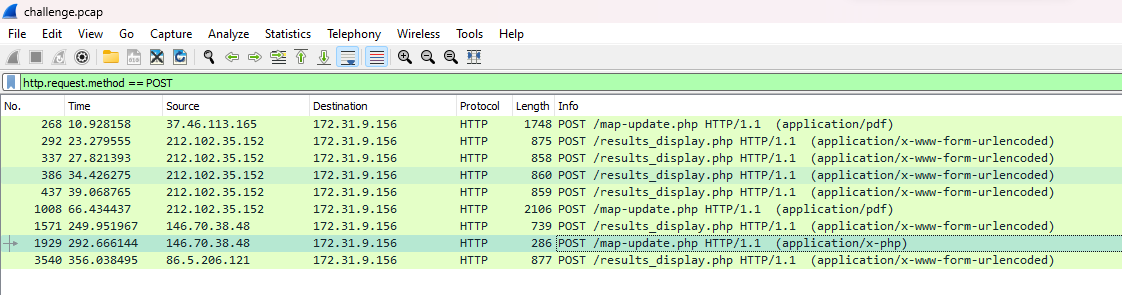 challenge.pcap
File Edit View Go Capture Analyze Statistics Telephony Wireless Tools Help
http.request.method == POST
No. Time Source Destination Protocol Length Info
268 10.928158 37.46.113.165 172.31.9.156 HTTP 1748 POST /map-update.php HTTP/1.1 (application/pdf)
292 23.279555 212.102.35.152 172.31.9.156 HTTP 875 POST /results_display.php HTTP/1.1 (application/x-www-form-urlencoded)
337 27.821393 212.102.35.152 172.31.9.156 HTTP 858 POST /results_display.php HTTP/1.1 (application/x-www-form-urlencoded)
386 34.426275 212.102.35.152 172.31.9.156 HTTP 860 POST /results_display.php HTTP/1.1 (application/x-www-form-urlencoded)
437 39.068765 212.102.35.152 172.31.9.156 HTTP 859 POST /results_display.php HTTP/1.1 (application/x-www-form-urlencoded)
1008 66.434437 212.102.35.152 172.31.9.156 HTTP 2106 POST /map-update.php HTTP/1.1 (application/pdf)
1571 249.951967 146.70.38.48 172.31.9.156 HTTP 739 POST /results_display.php HTTP/1.1 (application/x-www-form-urlencoded)
1929 292.666144 146.70.38.48 172.31.9.156 HTTP 286 POST /map-update.php HTTP/1.1 (application/x-php)
3540 356.038495 86.5.206.121 172.31.9.156 HTTP 877 POST /results_display.php HTTP/1.1 (application/x-www-form-urlencoded)